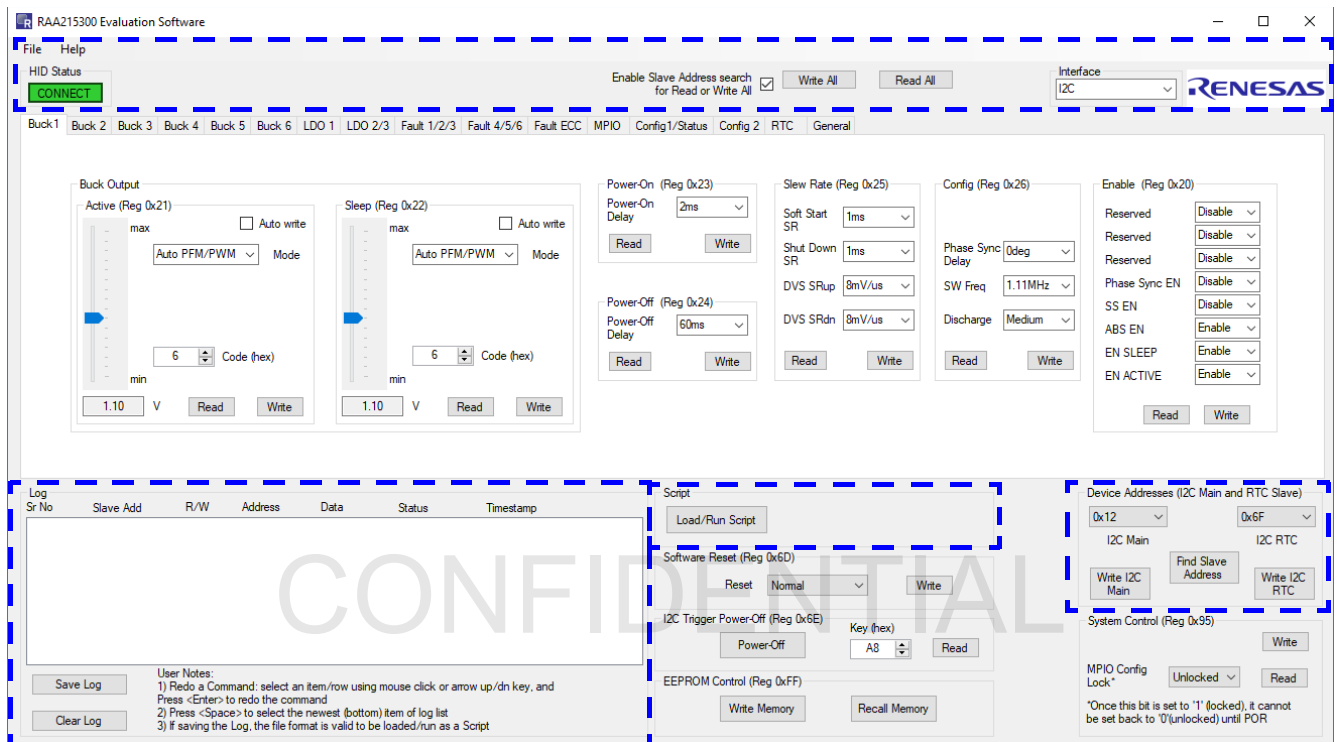 RAA215300 Evaluation Software
File Help
HID Status
CONNECT
Enable Slave Address search
for Read or Write All
Write All
Read All
Interface
I2C
RENESAS
Buck1 Buck 2 Buck 3 Buck 4 Buck 5 Buck 6 LDO 1 LDO 2/3 Fault 1/2/3 Fault 4/5/6 Fault ECC MPIO Config1/Status Config 2 RTC General
Buck Output
Active (Reg 0x21)
max
Auto write
Auto PFM/PWM Mode
6 Code (hex)
min
1.10 V Read Write
Sleep (Reg 0x22)
max
Auto write
Auto PFM/PWM Mode
6 Code (hex)
min
1.10 V Read Write
Power-On (Reg 0x23)
Power-On
Delay
2ms
Read Write
Power-Off (Reg 0x24)
Power-Off
Delay
60ms
Read Write
Slew Rate (Reg 0x25)
Soft Start
SR
1ms
Shut Down
SR
1ms
DVS SRup 8mV/us
DVS SRdn 8mV/us
Read Write
Config (Reg 0x26)
Phase Sync
Delay
0deg
SW Freq 1.11MHz
Discharge Medium
Read Write
Enable (Reg 0x20)
Reserved Disable
Reserved Disable
Reserved Disable
Phase Sync EN Disable
SS EN Disable
ABS EN Enable
EN SLEEP Enable
EN ACTIVE Enable
Read Write
Log
Sr No Slave Add R/W Address Data Status Timestamp
CONFIDENTIAL
Save Log
Clear Log
User Notes:
1) Redo a Command: select an item/row using mouse click or arrow up/dn key, and
Press <Enter> to redo the command
2) Press <Space> to select the newest (bottom) item of log list
3) If saving the Log, the file format is valid to be loaded/run as a Script
Script
Load/Run Script
Software Reset (Reg 0x6D)
Reset Normal Write
I2C Trigger Power-Off (Reg 0x6E)
Power-Off
Key (hex)
A8
Read
EEPROM Control (Reg 0xFF)
Write Memory Recall Memory
Device Addresses (I2C Main and RTC Slave)
0x12 0x6F
I2C Main I2C RTC
Find Slave
Address
Write I2C
Main
Write I2C
RTC
System Control (Reg 0x95)
Write
MPIO Config
Lock*
Unlocked
Read
*Once this bit is set to '1' (locked), it cannot
be set back to '0'(unlocked) until POR